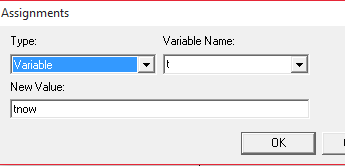 Assignments
Type: Variable Name:
Variable t
New Value:
tnow
OK